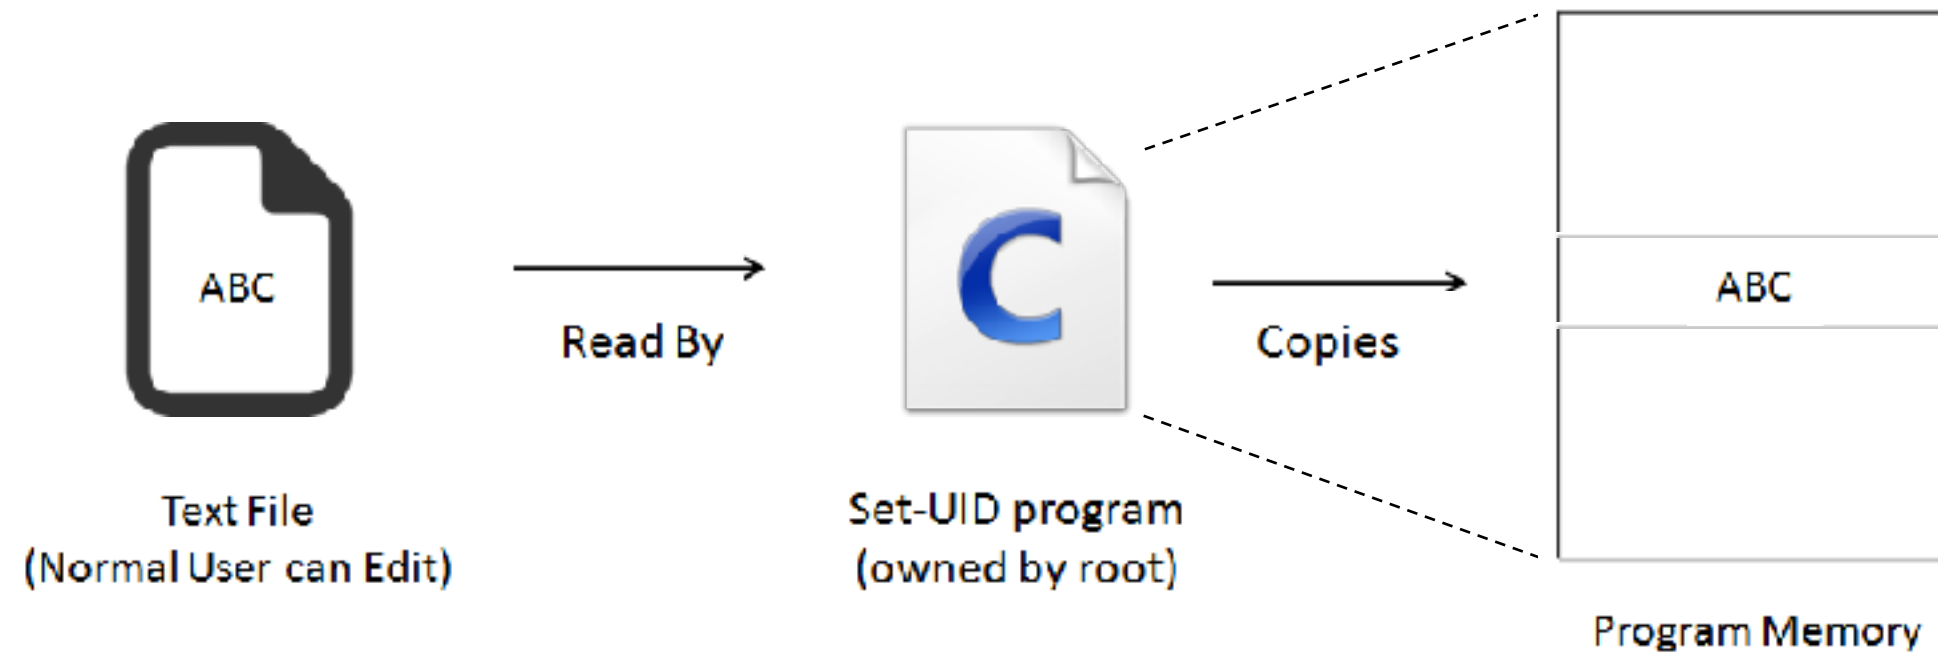 ABC
Read By
Text File
(Normal User can Edit)
C
Set-UID program
(owned by root)
Copies
ABC
Program Memory